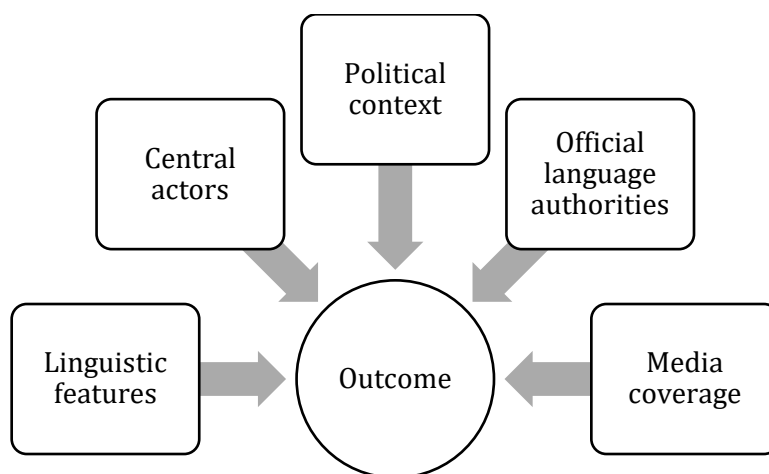 Political
context
Central
actors
Official
language
authorities
Linguistic
features
Outcome
Media
coverage